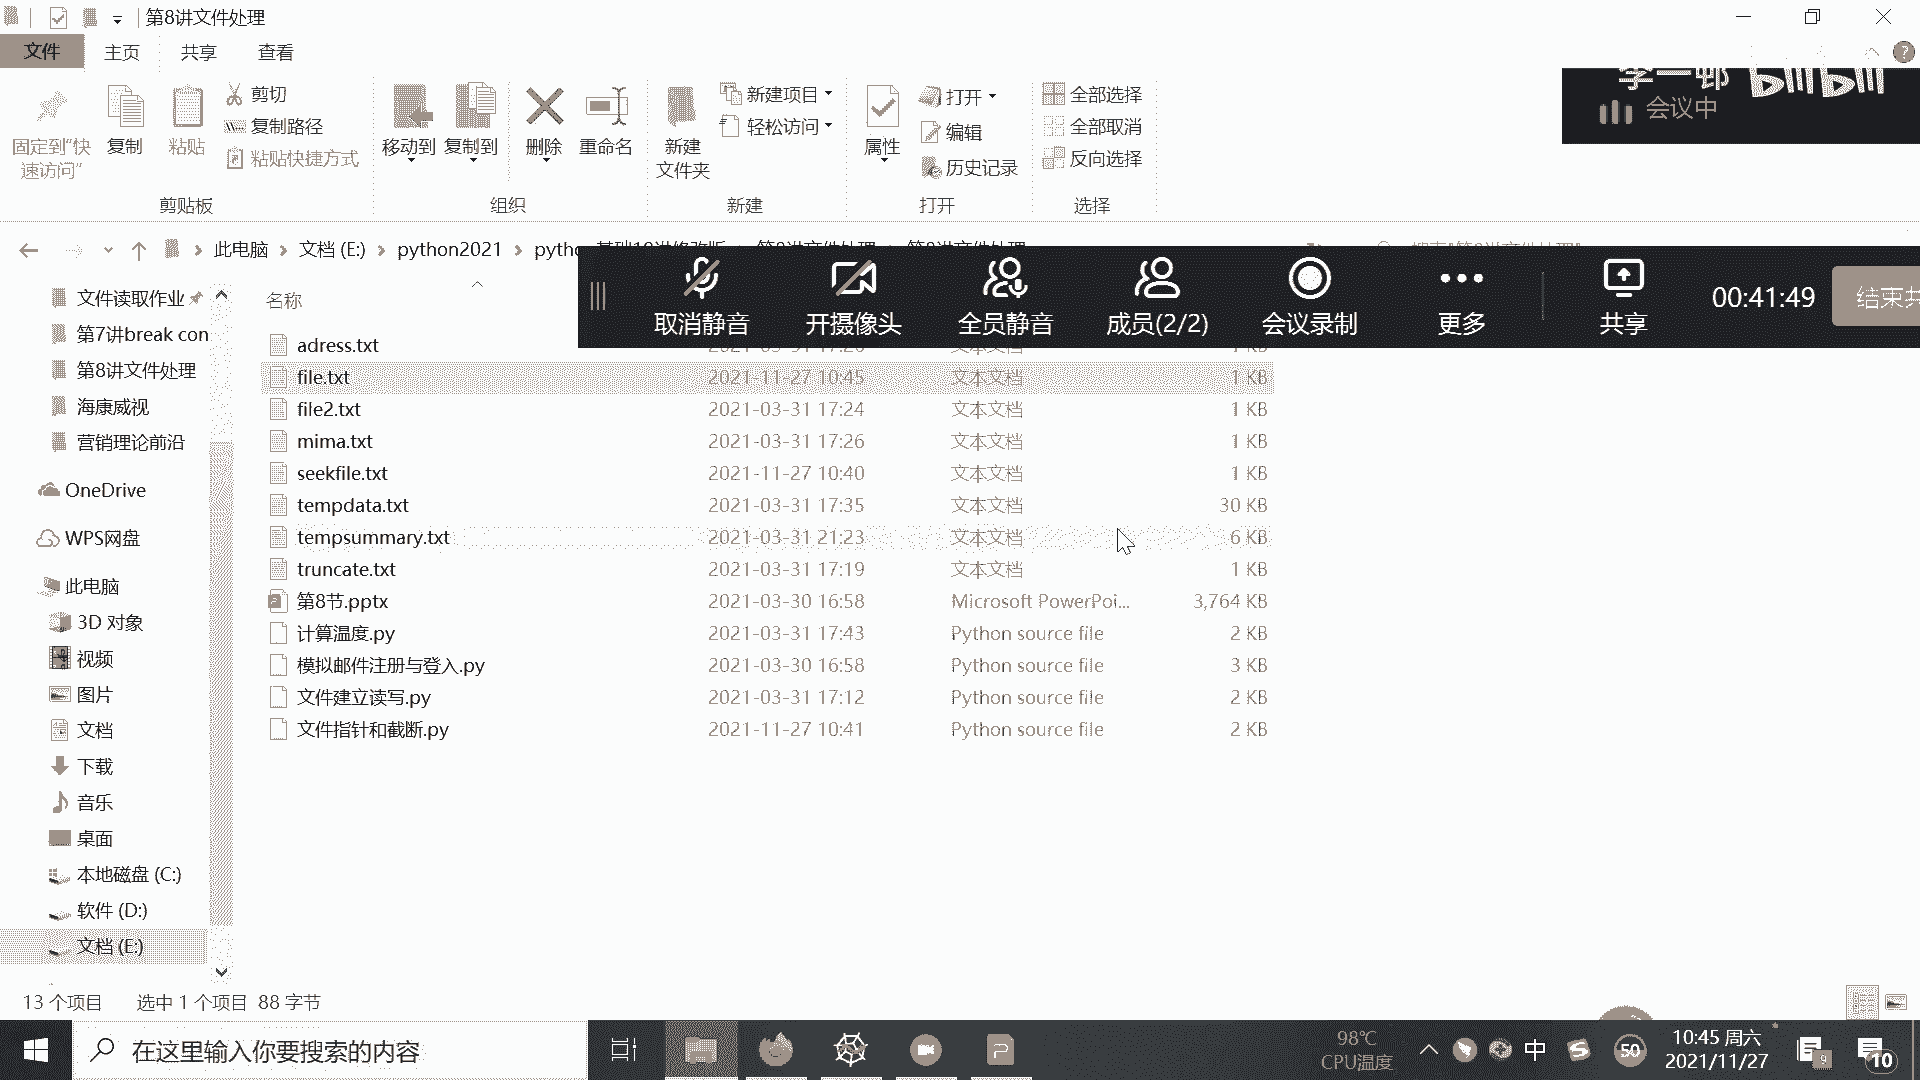 第8讲文件处理
文件 主页 共享 查看
李一邨 bilibili
会议中
固定到"快速访问"
复制
粘贴
剪切
复制路径
粘贴快捷方式
剪贴板
移动到 复制到 删除 重命名
组织
新建文件夹
新建项目
轻松访问
新建
属性
打开
编辑
历史记录
打开
全部选择
全部取消
反向选择
选择
此电脑 文档 (E:) python2021
取消静音 开摄像头 全员静音 成员(2/2) 会议录制 更多 共享 00:41:49
文件读取作业
第7讲break con
第8讲文件处理
海康威视
营销理论前沿
OneDrive
WPS网盘
此电脑
3D 对象
视频
图片
文档
下载
音乐
桌面
本地磁盘 (C:)
软件 (D:)
文档 (E:)
名称
adress.txt
file.txt 2021-11-27 10:45 文本文档 1 KB
file2.txt 2021-03-31 17:24 文本文档 1 KB
mima.txt 2021-03-31 17:26 文本文档 1 KB
seekfile.txt 2021-11-27 10:40 文本文档 1 KB
tempdata.txt 2021-03-31 17:35 文本文档 30 KB
tempsummary.txt 2021-03-31 21:23 文本文档 6 KB
truncate.txt 2021-03-31 17:19 文本文档 1 KB
第8节.pptx 2021-03-30 16:58 Microsoft PowerPoi... 3,764 KB
计算温度.py 2021-03-31 17:43 Python source file 2 KB
模拟邮件注册与登入.py 2021-03-30 16:58 Python source file 3 KB
文件建立读写.py 2021-03-31 17:12 Python source file 2 KB
文件指针和截断.py 2021-11-27 10:41 Python source file 2 KB
13 个项目 选中 1 个项目 88 字节
在这里输入你要搜索的内容
98℃
CPU温度
中
50
10:45 周六
2021/11/27
9
10